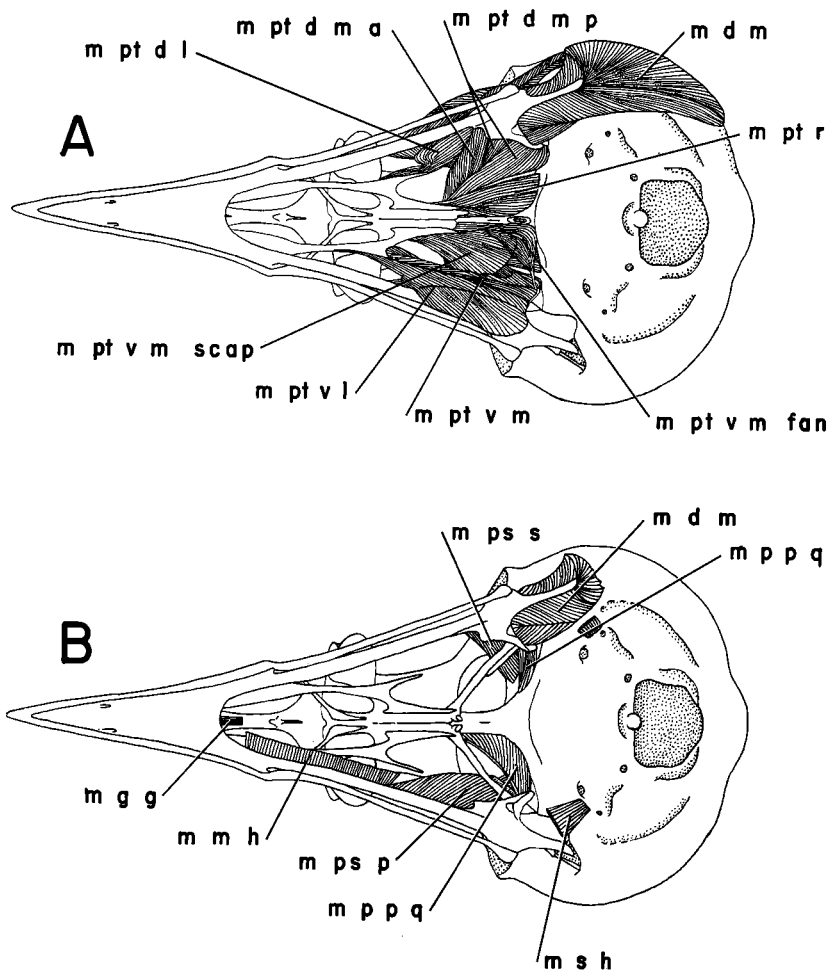 m pt d m a
m pt d m p
m pt d l
m d m
A
m pt r
m pt v m scap
m pt v l
m pt v m
m pt v m fan
m ps s
m d m
m p p q
B
m g g
m m h
m ps p
m p p q
m s h